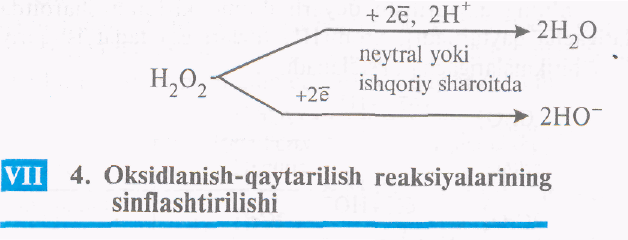 + 2ē, 2H⁺
2H₂O
neytral yoki
H₂O₂
ishqoriy sharoitda
+2ē
2HO⁻
VII 4. Oksidlanish-qaytarilish reaksiyalarining
sinflashtirilishi